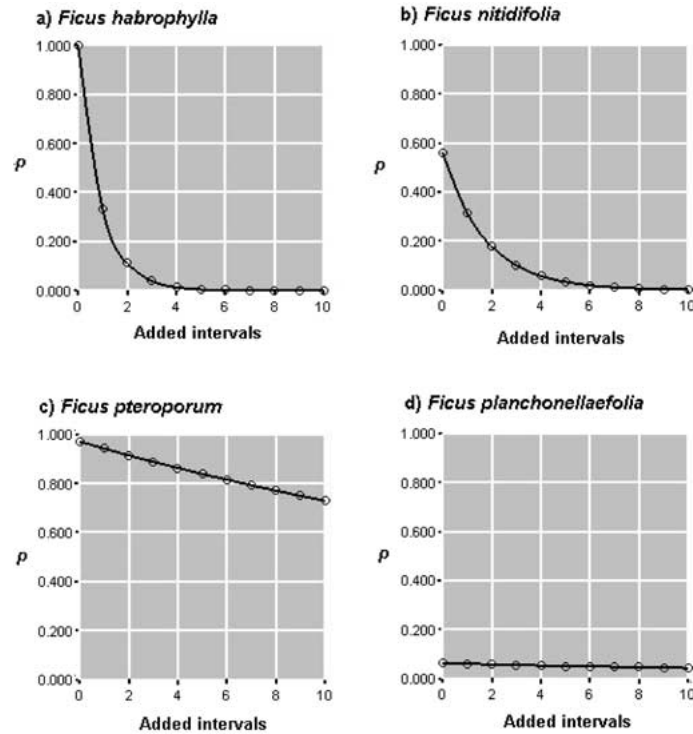 a) Ficus habrophylla
1.000
0.800
0.600
ρ
0.400
0.200
0.000
0 2 4 6 8 10
Added intervals
b) Ficus nitidifolia
1.000
0.800
0.600
ρ
0.400
0.200
0.000
0 2 4 6 8 10
Added intervals
c) Ficus pteroporum
1.000
0.800
0.600
ρ
0.400
0.200
0.000
0 2 4 6 8 10
Added intervals
d) Ficus planchonellaefolia
1.000
0.800
0.600
ρ
0.400
0.200
0.000
0 2 4 6 8 10
Added intervals